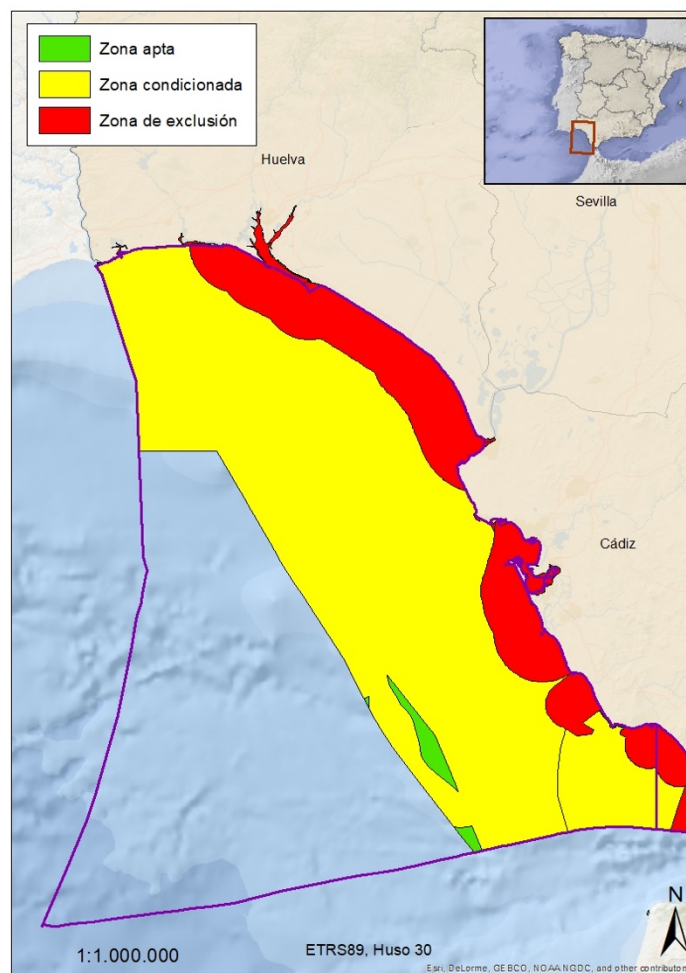 Zona apta
Zona condicionada
Zona de exclusión
Huelva
Sevilla
Cádiz
N
1:1.000.000
ETRS89, Huso 30
Esri, DeLorme, GEBCO, NOAA NGDC, and other contributors